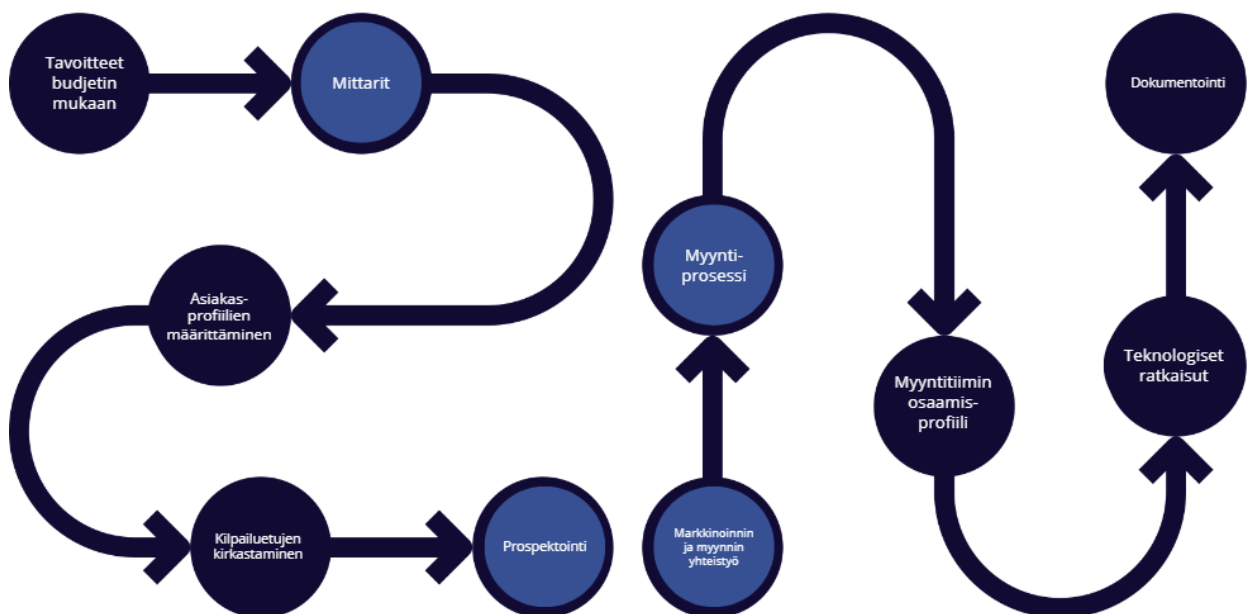 Tavoitteet
budjetin
mukaan
Mittarit
Asiakas-
profiilien
määrittäminen
Kilpailuetujen
kirkastaminen
Prospektointi
Markkinoinnin
ja myynnin
yhteistyö
Myynti-
prosessi
Myyntitiimin
osaamis-
profiili
Teknologiset
ratkaisut
Dokumentointi